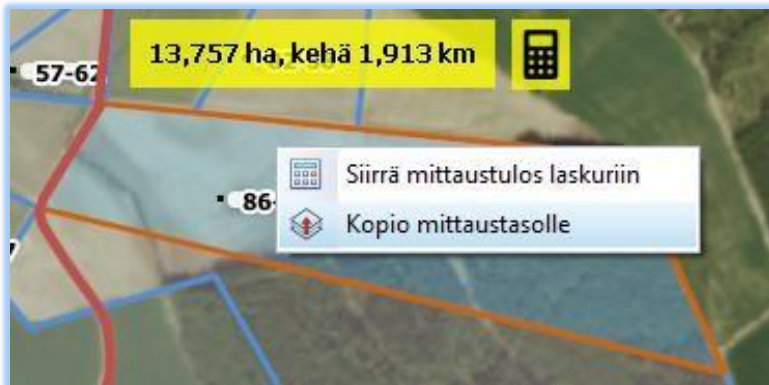 13,757 ha, kehä 1,913 km
57-62
Siirrä mittaustulos laskuriin
86-
Kopio mittaustasolle